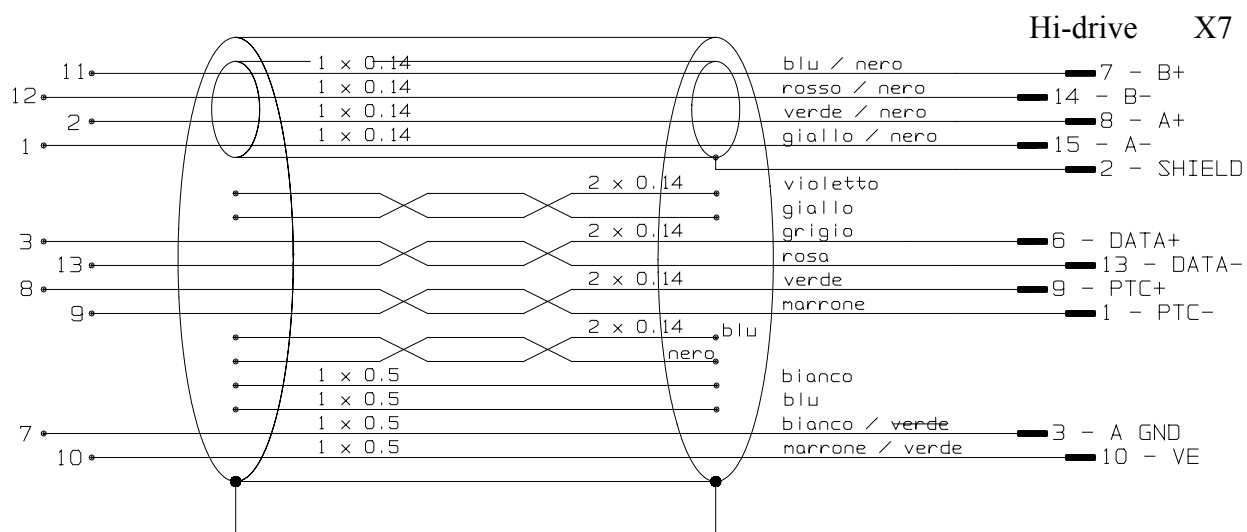 Hi-drive X7
11 1 x 0.14 blu / nero 7 - B+
12 1 x 0.14 rosso / nero 14 - B-
2 1 x 0.14 verde / nero 8 - A+
1 1 x 0.14 giallo / nero 15 - A-
2 - SHIELD
2 x 0.14 violetto
giallo
3 2 x 0.14 grigio 6 - DATA+
13 rosa 13 - DATA-
8 2 x 0.14 verde 9 - PTC+
9 marrone 1 - PTC-
2 x 0.14 blu
nero
1 x 0.5 bianco
1 x 0.5 blu
7 1 x 0.5 bianco / verde 3 - A GND
10 1 x 0.5 marrone / verde 10 - VE